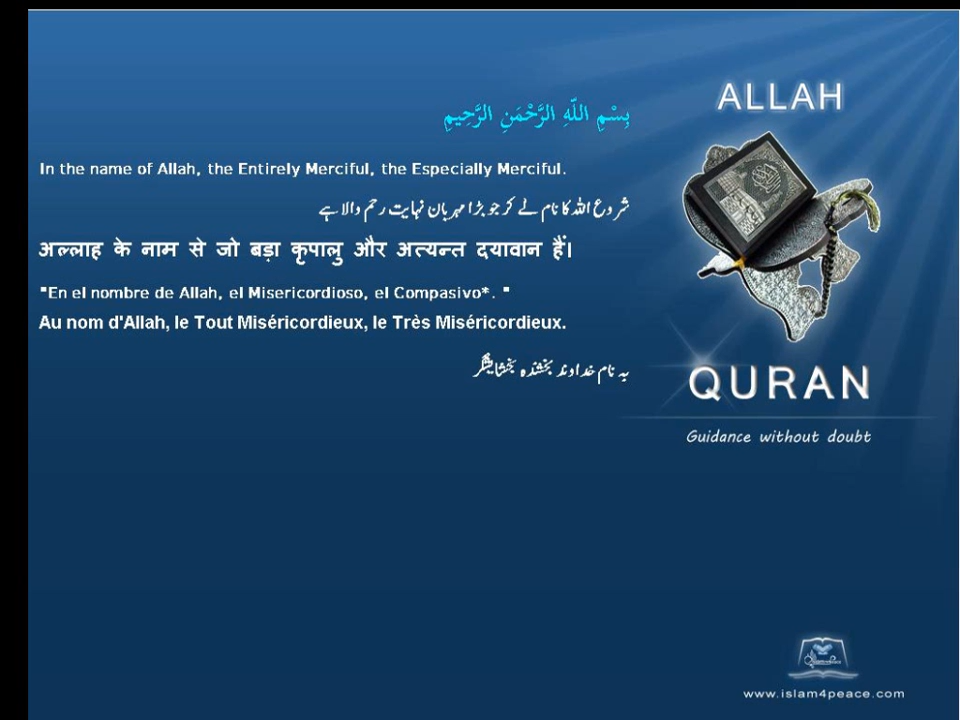 بِسْمِ اللّهِ الرَّحْمَنِ الرَّحِيمِ
In the name of Allah, the Entirely Merciful, the Especially Merciful.
شروع الله کا نام لے کر جو بڑا مہربان نہایت رحم والا ہے
अल्लाह के नाम से जो बड़ा कृपालु और अत्यन्त दयावान हैं।
"En el nombre de Allah, el Misericordioso, el Compasivo*. "
Au nom d'Allah, le Tout Miséricordieux, le Très Miséricordieux.
به نام خداوند بخشنده بخشایشگر
ALLAH
QURAN
Guidance without doubt
www.islam4peace.com